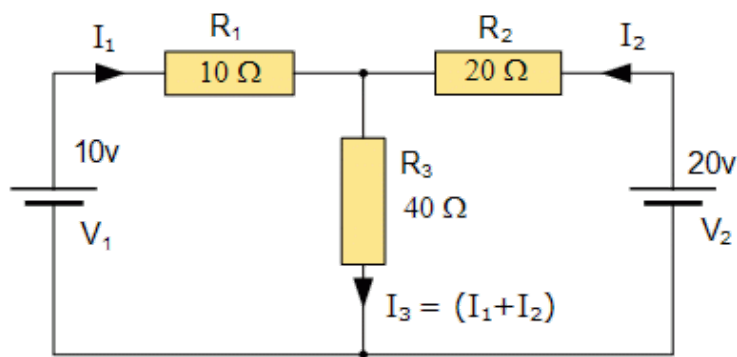 I₁
R₁
R₂
I₂
10 Ω
20 Ω
10v
R₃
20v
40 Ω
V₁
V₂
I₃ = (I₁+I₂)